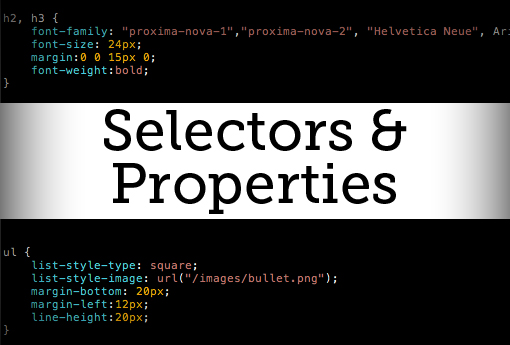 h2, h3 {
font-family: "proxima-nova-1","proxima-nova-2", "Helvetica Neue", Ari
font-size: 24px;
margin:0 0 15px 0;
font-weight:bold;
}
Selectors &
Properties
ul {
list-style-type: square;
list-style-image: url("/images/bullet.png");
margin-bottom: 20px;
margin-left:12px;
line-height:20px;
}